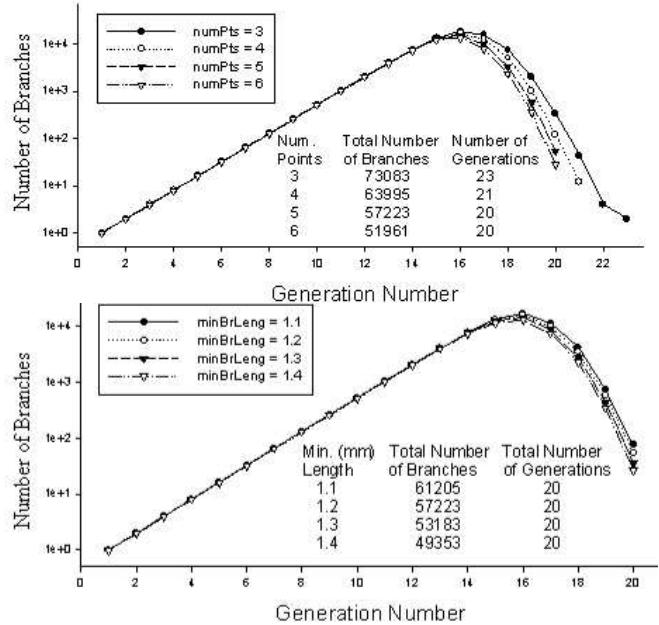 Number of Branches
1e+4
1e+3
1e+2
1e+1
1e+0
numPts = 3
numPts = 4
numPts = 5
numPts = 6
Num. Total Number Number of
Points of Branches Generations
3 73083 23
4 63995 21
5 57223 20
6 51961 20
0 2 4 6 8 10 12 14 16 18 20 22
Generation Number
Number of Branches
1e+4
1e+3
1e+2
1e+1
1e+0
minBrLeng = 1.1
minBrLeng = 1.2
minBrLeng = 1.3
minBrLeng = 1.4
Min. (mm) Total Number Total Number
Length of Branches of Generations
1.1 61205 20
1.2 57223 20
1.3 53183 20
1.4 49353 20
0 2 4 6 8 10 12 14 16 18 20
Generation Number